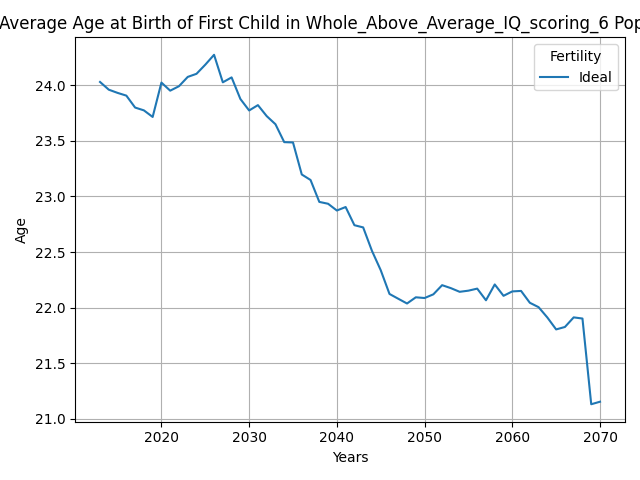 Average Age at Birth of First Child in Whole_Above_Average_IQ_scoring_6 Pop
Fertility
Ideal
24.0
23.5
23.0
22.5
22.0
21.5
21.0
Age
2020 2030 2040 2050 2060 2070
Years